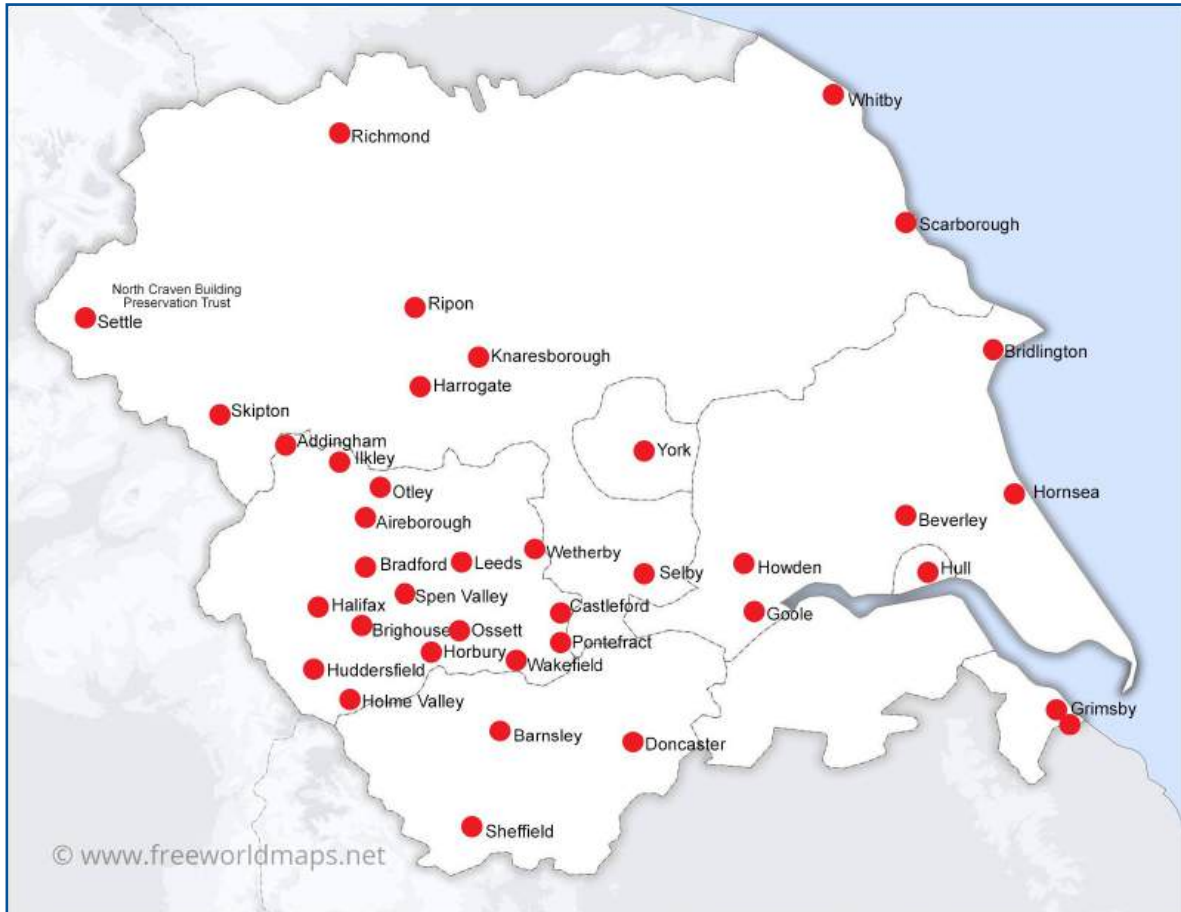 Whitby
Richmond
Scarborough
North Craven Building
Preservation Trust
Settle
Ripon
Bridlington
Knaresborough
Harrogate
Skipton
Addingham
York
Ilkley
Otley
Hornsea
Aireborough
Beverley
Wetherby
Bradford
Leeds
Howden
Hull
Selby
Spen Valley
Halifax
Castleford
Goole
Brighouse
Ossett
Pontefract
Horbury
Wakefield
Huddersfield
Holme Valley
Grimsby
Barnsley
Doncaster
Sheffield
© www.freeworldmaps.net